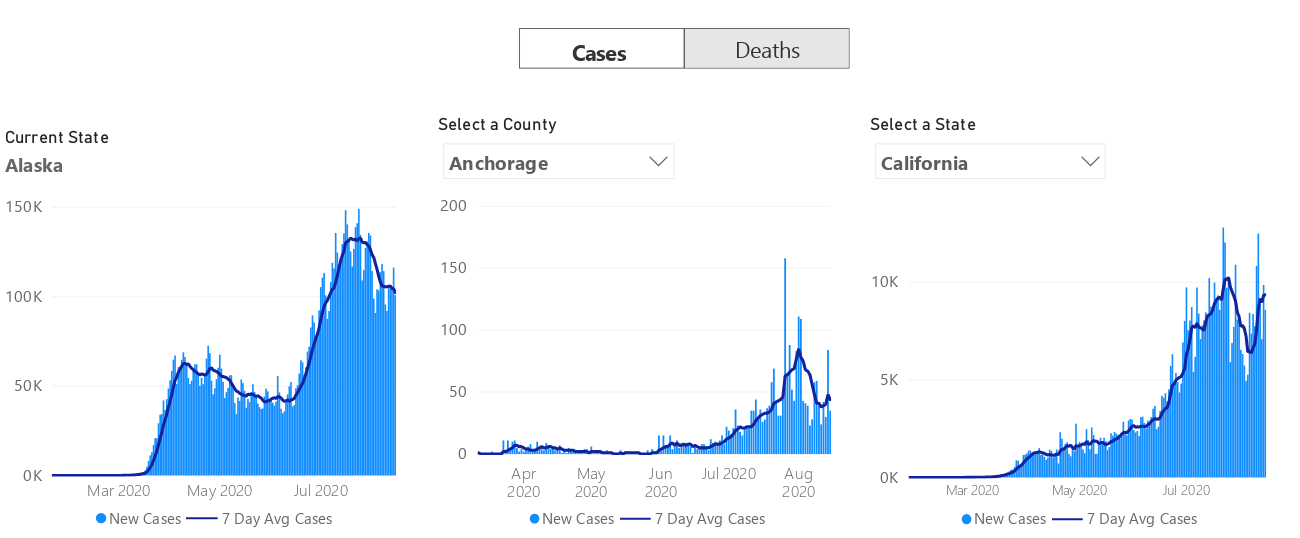 Cases Deaths
Current State
Alaska
Select a County
Anchorage
Select a State
California
150K
100K
50K
0K
Mar 2020 May 2020 Jul 2020
New Cases 7 Day Avg Cases
200
150
100
50
0
Apr 2020 May 2020 Jun 2020 Jul 2020 Aug 2020
New Cases 7 Day Avg Cases
10K
5K
0K
Mar 2020 May 2020 Jul 2020
New Cases 7 Day Avg Cases